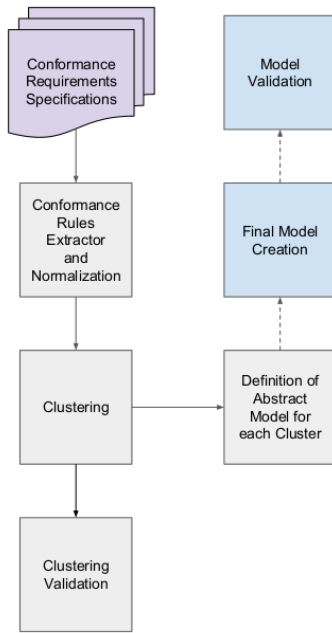 Conformance
Requirements
Specifications
Conformance
Rules
Extractor
and
Normalization
Clustering
Clustering
Validation
Definition of
Abstract
Model for
each Cluster
Final Model
Creation
Model
Validation